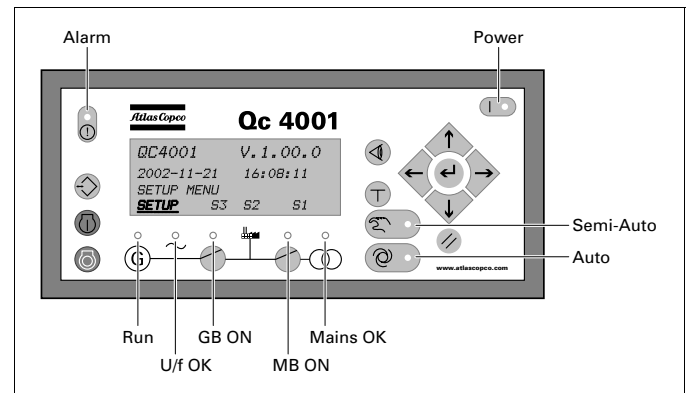 Alarm
Power
Atlas Copco
Qc 4001
QC4001 V.1.00.0
2002-11-21 16:08:11
SETUP MENU
SETUP S3 S2 S1
Semi-Auto
Auto
G
www.atlascopco.com
Run
GB ON
Mains OK
U/f OK
MB ON